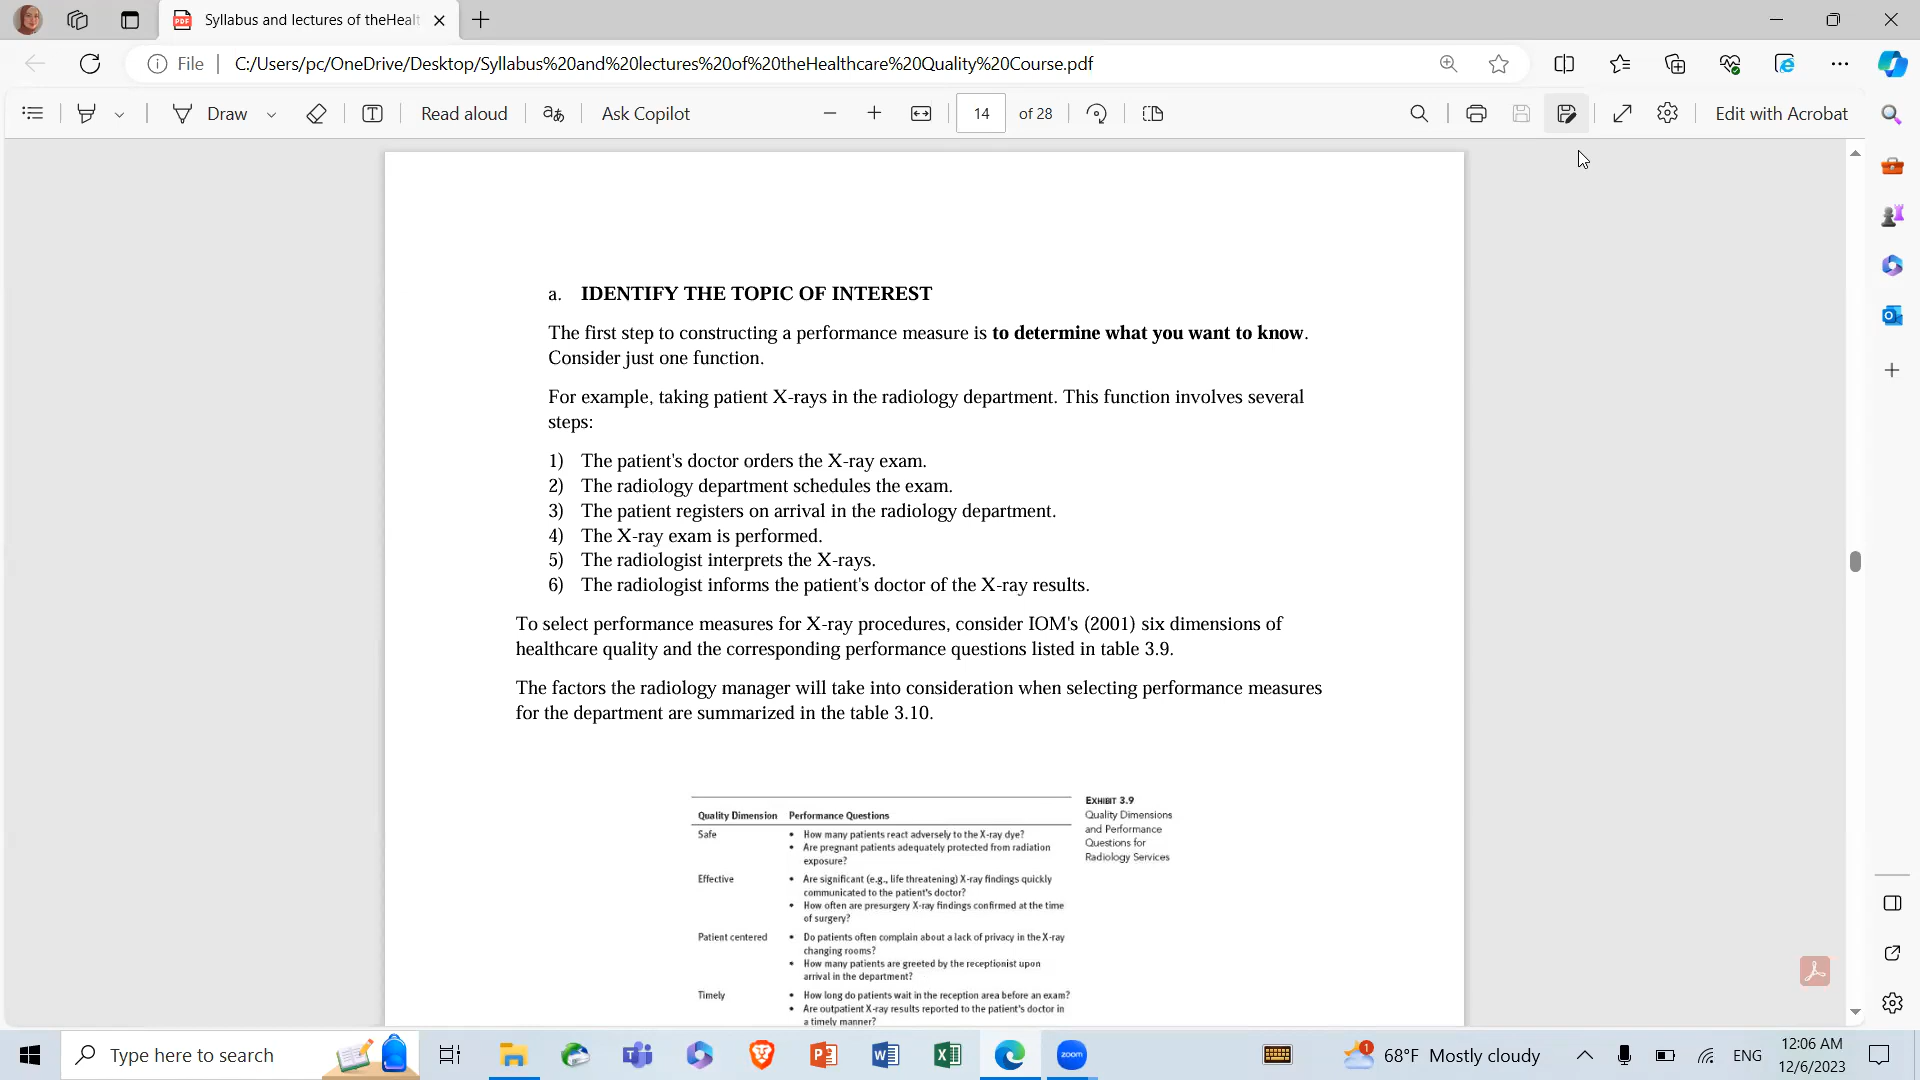 Syllabus and lectures of theHealt
File
C:/Users/pc/OneDrive/Desktop/Syllabus%20and%20lectures%20of%20theHealthcare%20Quality%20Course.pdf
Draw
Read aloud
aあ
Ask Copilot
14 of 28
Edit with Acrobat
a. IDENTIFY THE TOPIC OF INTEREST
The first step to constructing a performance measure is to determine what you want to know.
Consider just one function.
For example, taking patient X-rays in the radiology department. This function involves several
steps:
1) The patient's doctor orders the X-ray exam.
2) The radiology department schedules the exam.
3) The patient registers on arrival in the radiology department.
4) The X-ray exam is performed.
5) The radiologist interprets the X-rays.
6) The radiologist informs the patient's doctor of the X-ray results.
To select performance measures for X-ray procedures, consider IOM's (2001) six dimensions of
healthcare quality and the corresponding performance questions listed in table 3.9.
The factors the radiology manager will take into consideration when selecting performance measures
for the department are summarized in the table 3.10.
EXHIBIT 3.9
Quality Dimensions
and Performance
Questions for
Radiology Services
Quality Dimension Performance Questions
Safe • How many patients react adversely to the X-ray dye?
• Are pregnant patients adequately protected from radiation
exposure?
Effective • Are significant (e.g., life threatening) X-ray findings quickly
communicated to the patient's doctor?
• How often are presurgery X-ray findings confirmed at the time
of surgery?
Patient centered • Do patients often complain about a lack of privacy in the X-ray
changing rooms?
• How many patients are greeted by the receptionist upon
arrival in the department?
Timely • How long do patients wait in the reception area before an exam?
• Are outpatient X-ray results reported to the patient's doctor in
a timely manner?
Type here to search
zoom
1
68°F Mostly cloudy
ENG
12:06 AM
12/6/2023